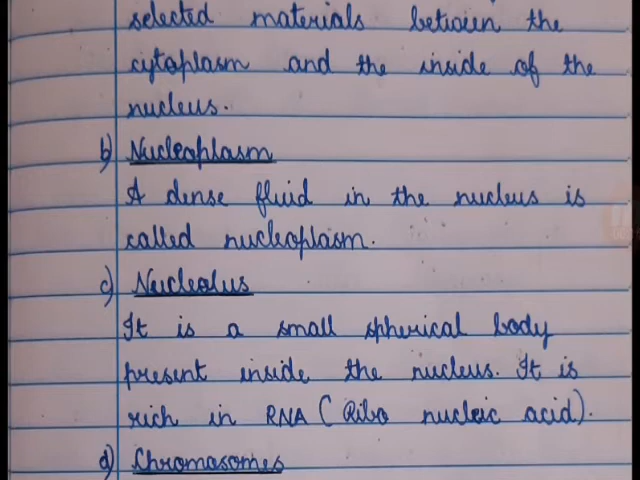 selected materials between the
cytoplasm and the inside of the
nucleus.
b) Nucleoplasm
A dense fluid in the nucleus is
called nucleoplasm.
c) Nucleolus
It is a small spherical body
present inside the nucleus. It is
rich in RNA (Ribo nucleic acid).
d) Chromosomes